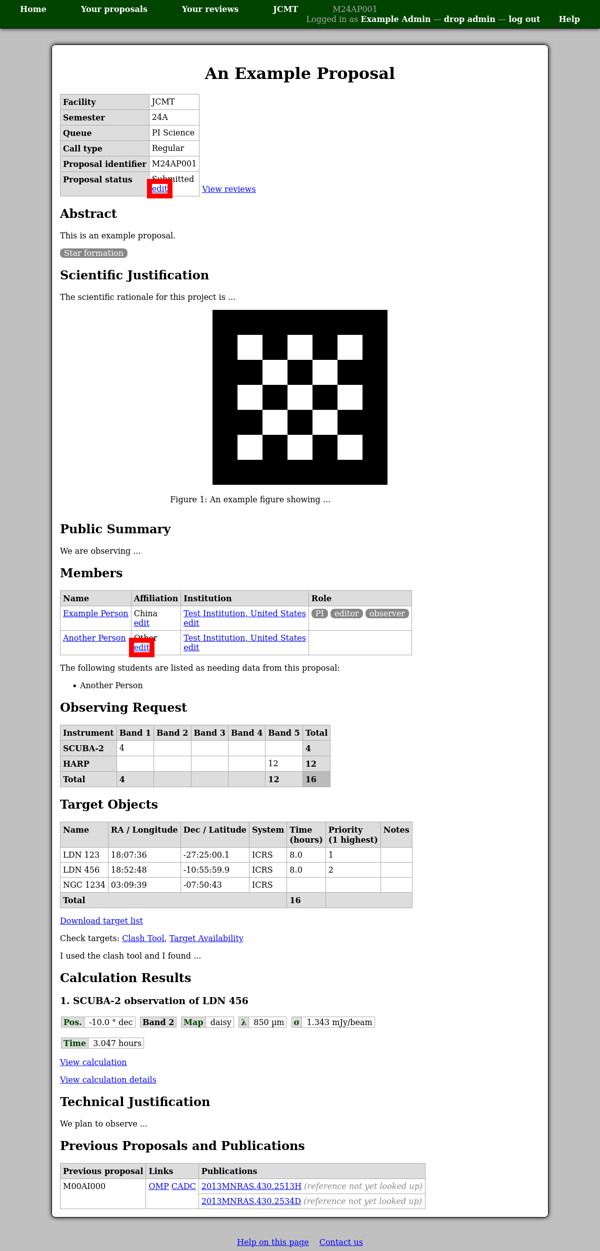 Home Your proposals Your reviews JCMT M24AP001
Logged in as Example Admin — drop admin — log out Help
An Example Proposal
Facility JCMT
Semester 24A
Queue PI Science
Call type Regular
Proposal identifier M24AP001
Proposal status Submitted
edit View reviews
Abstract
This is an example proposal.
Star formation
Scientific Justification
The scientific rationale for this project is ...
Figure 1: An example figure showing ...
Public Summary
We are observing ...
Members
Name Affiliation Institution Role
Example Person China Test Institution, United States PI editor observer
edit edit
Another Person Other Test Institution, United States
edit edit
The following students are listed as needing data from this proposal:
• Another Person
Observing Request
Instrument Band 1 Band 2 Band 3 Band 4 Band 5 Total
SCUBA-2 4 4
HARP 12 12
Total 4 12 16
Target Objects
Name RA / Longitude Dec / Latitude System Time Priority Notes
(hours) (1 highest)
LDN 123 18:07:36 -27:25:00.1 ICRS 8.0 1
LDN 456 18:52:48 -10:55:59.9 ICRS 8.0 2
NGC 1234 03:09:39 -07:50:43 ICRS
Total 16
Download target list
Check targets: Clash Tool, Target Availability
I used the clash tool and I found ...
Calculation Results
1. SCUBA-2 observation of LDN 456
Pos. -10.0 ° dec Band 2 Map daisy λ 850 µm σ 1.343 mJy/beam
Time 3.047 hours
View calculation
View calculation details
Technical Justification
We plan to observe ...
Previous Proposals and Publications
Previous proposal Links Publications
M00AI000 OMP CADC 2013MNRAS.430.2513H (reference not yet looked up)
2013MNRAS.430.2534D (reference not yet looked up)
Help on this page Contact us